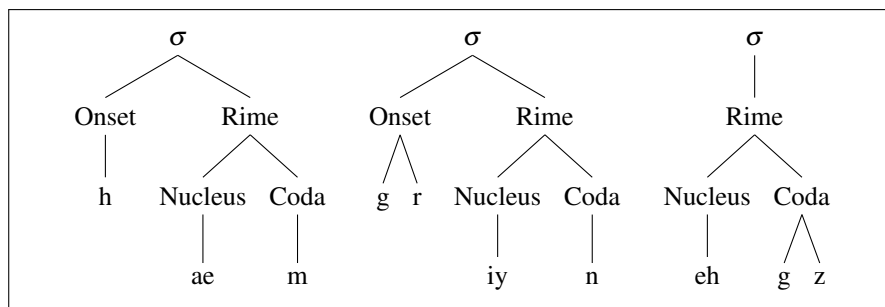 σ σ σ
Onset Rime Onset Rime Rime
h Nucleus Coda g r Nucleus Coda Nucleus Coda
ae m iy n eh g z